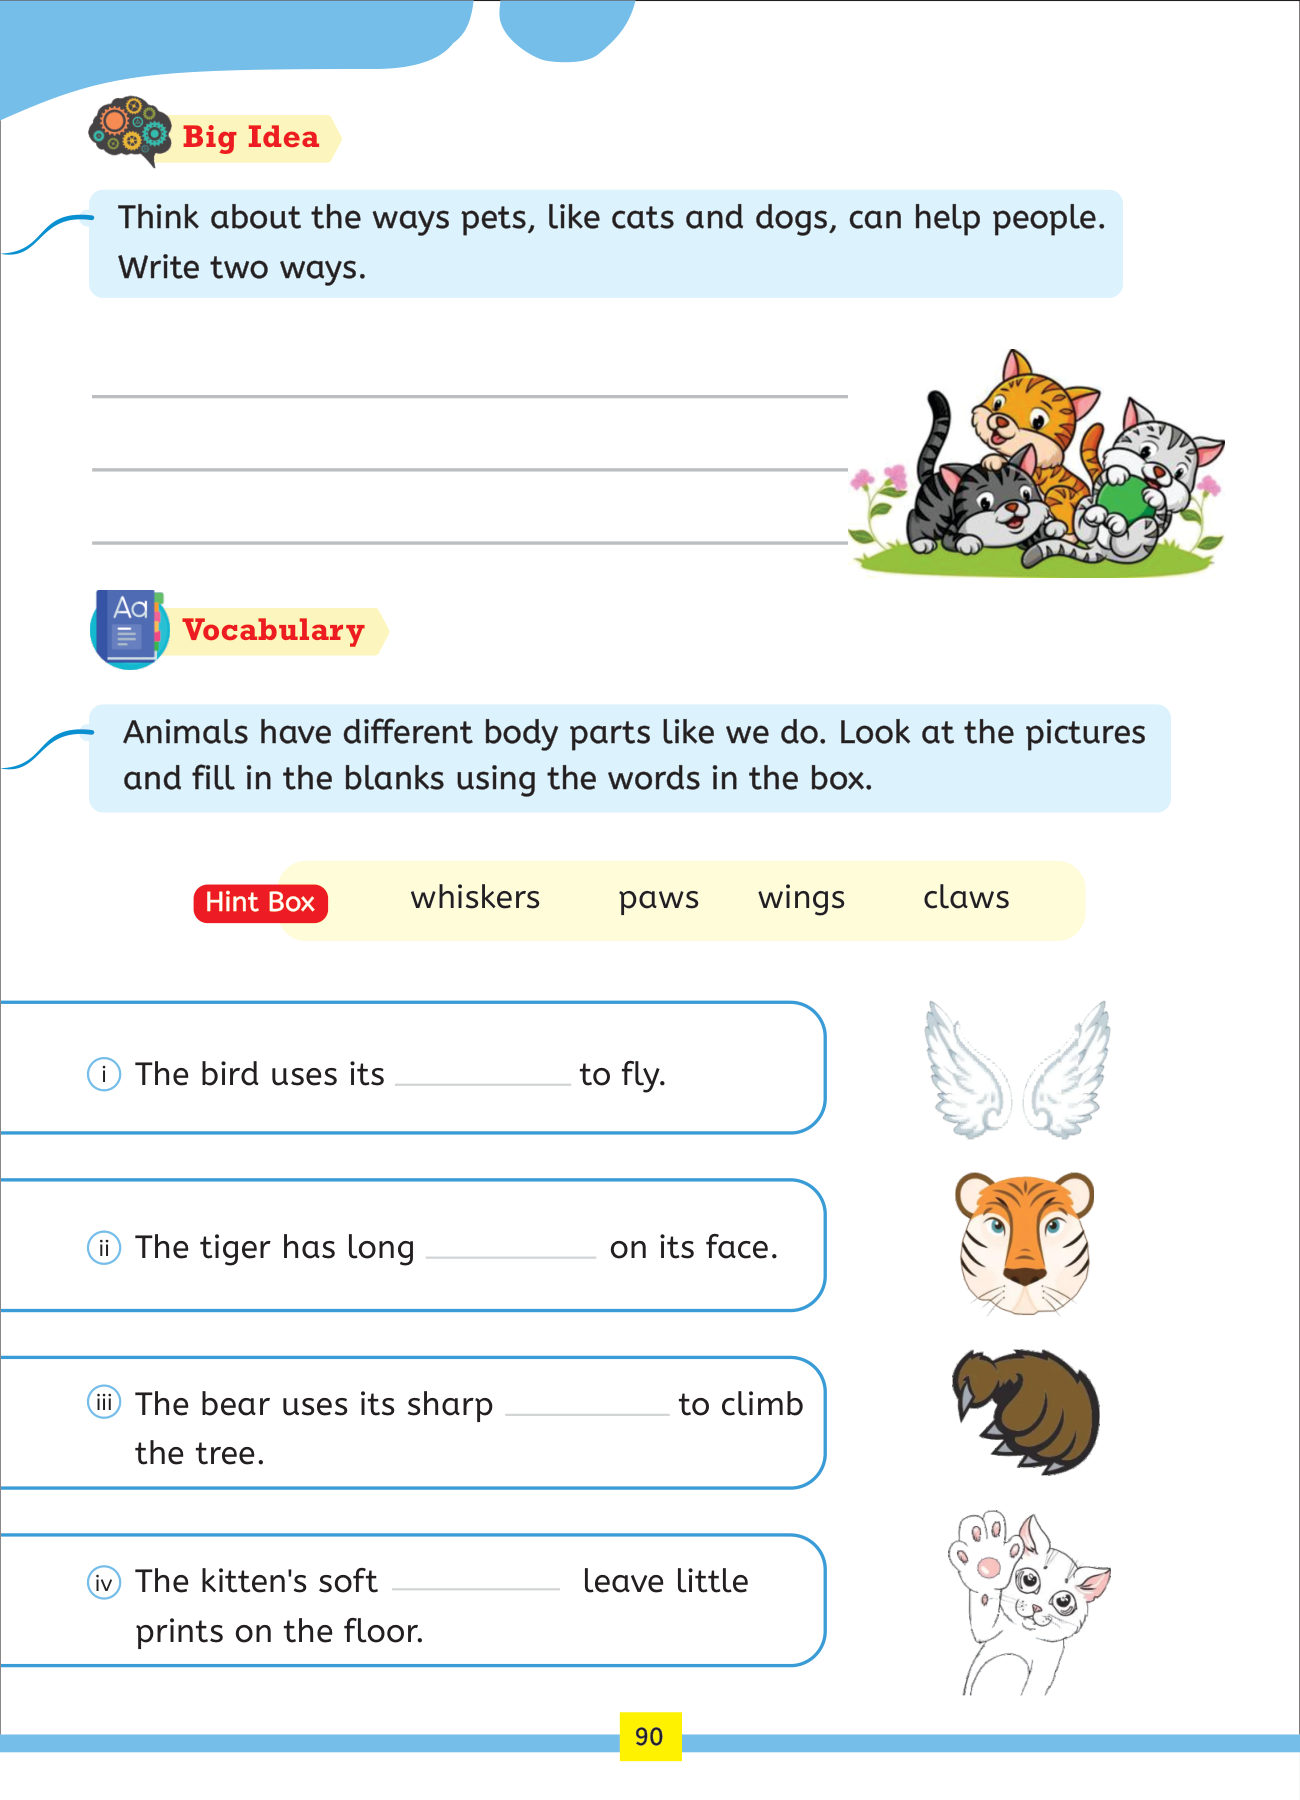 Big Idea
Think about the ways pets, like cats and dogs, can help people.
Write two ways.
Aa
Vocabulary
Animals have different body parts like we do. Look at the pictures
and fill in the blanks using the words in the box.
Hint Box whiskers paws wings claws
i The bird uses its ____ to fly.
ii The tiger has long ____ on its face.
iii The bear uses its sharp ____ to climb
the tree.
iv The kitten's soft ____ leave little
prints on the floor.
90